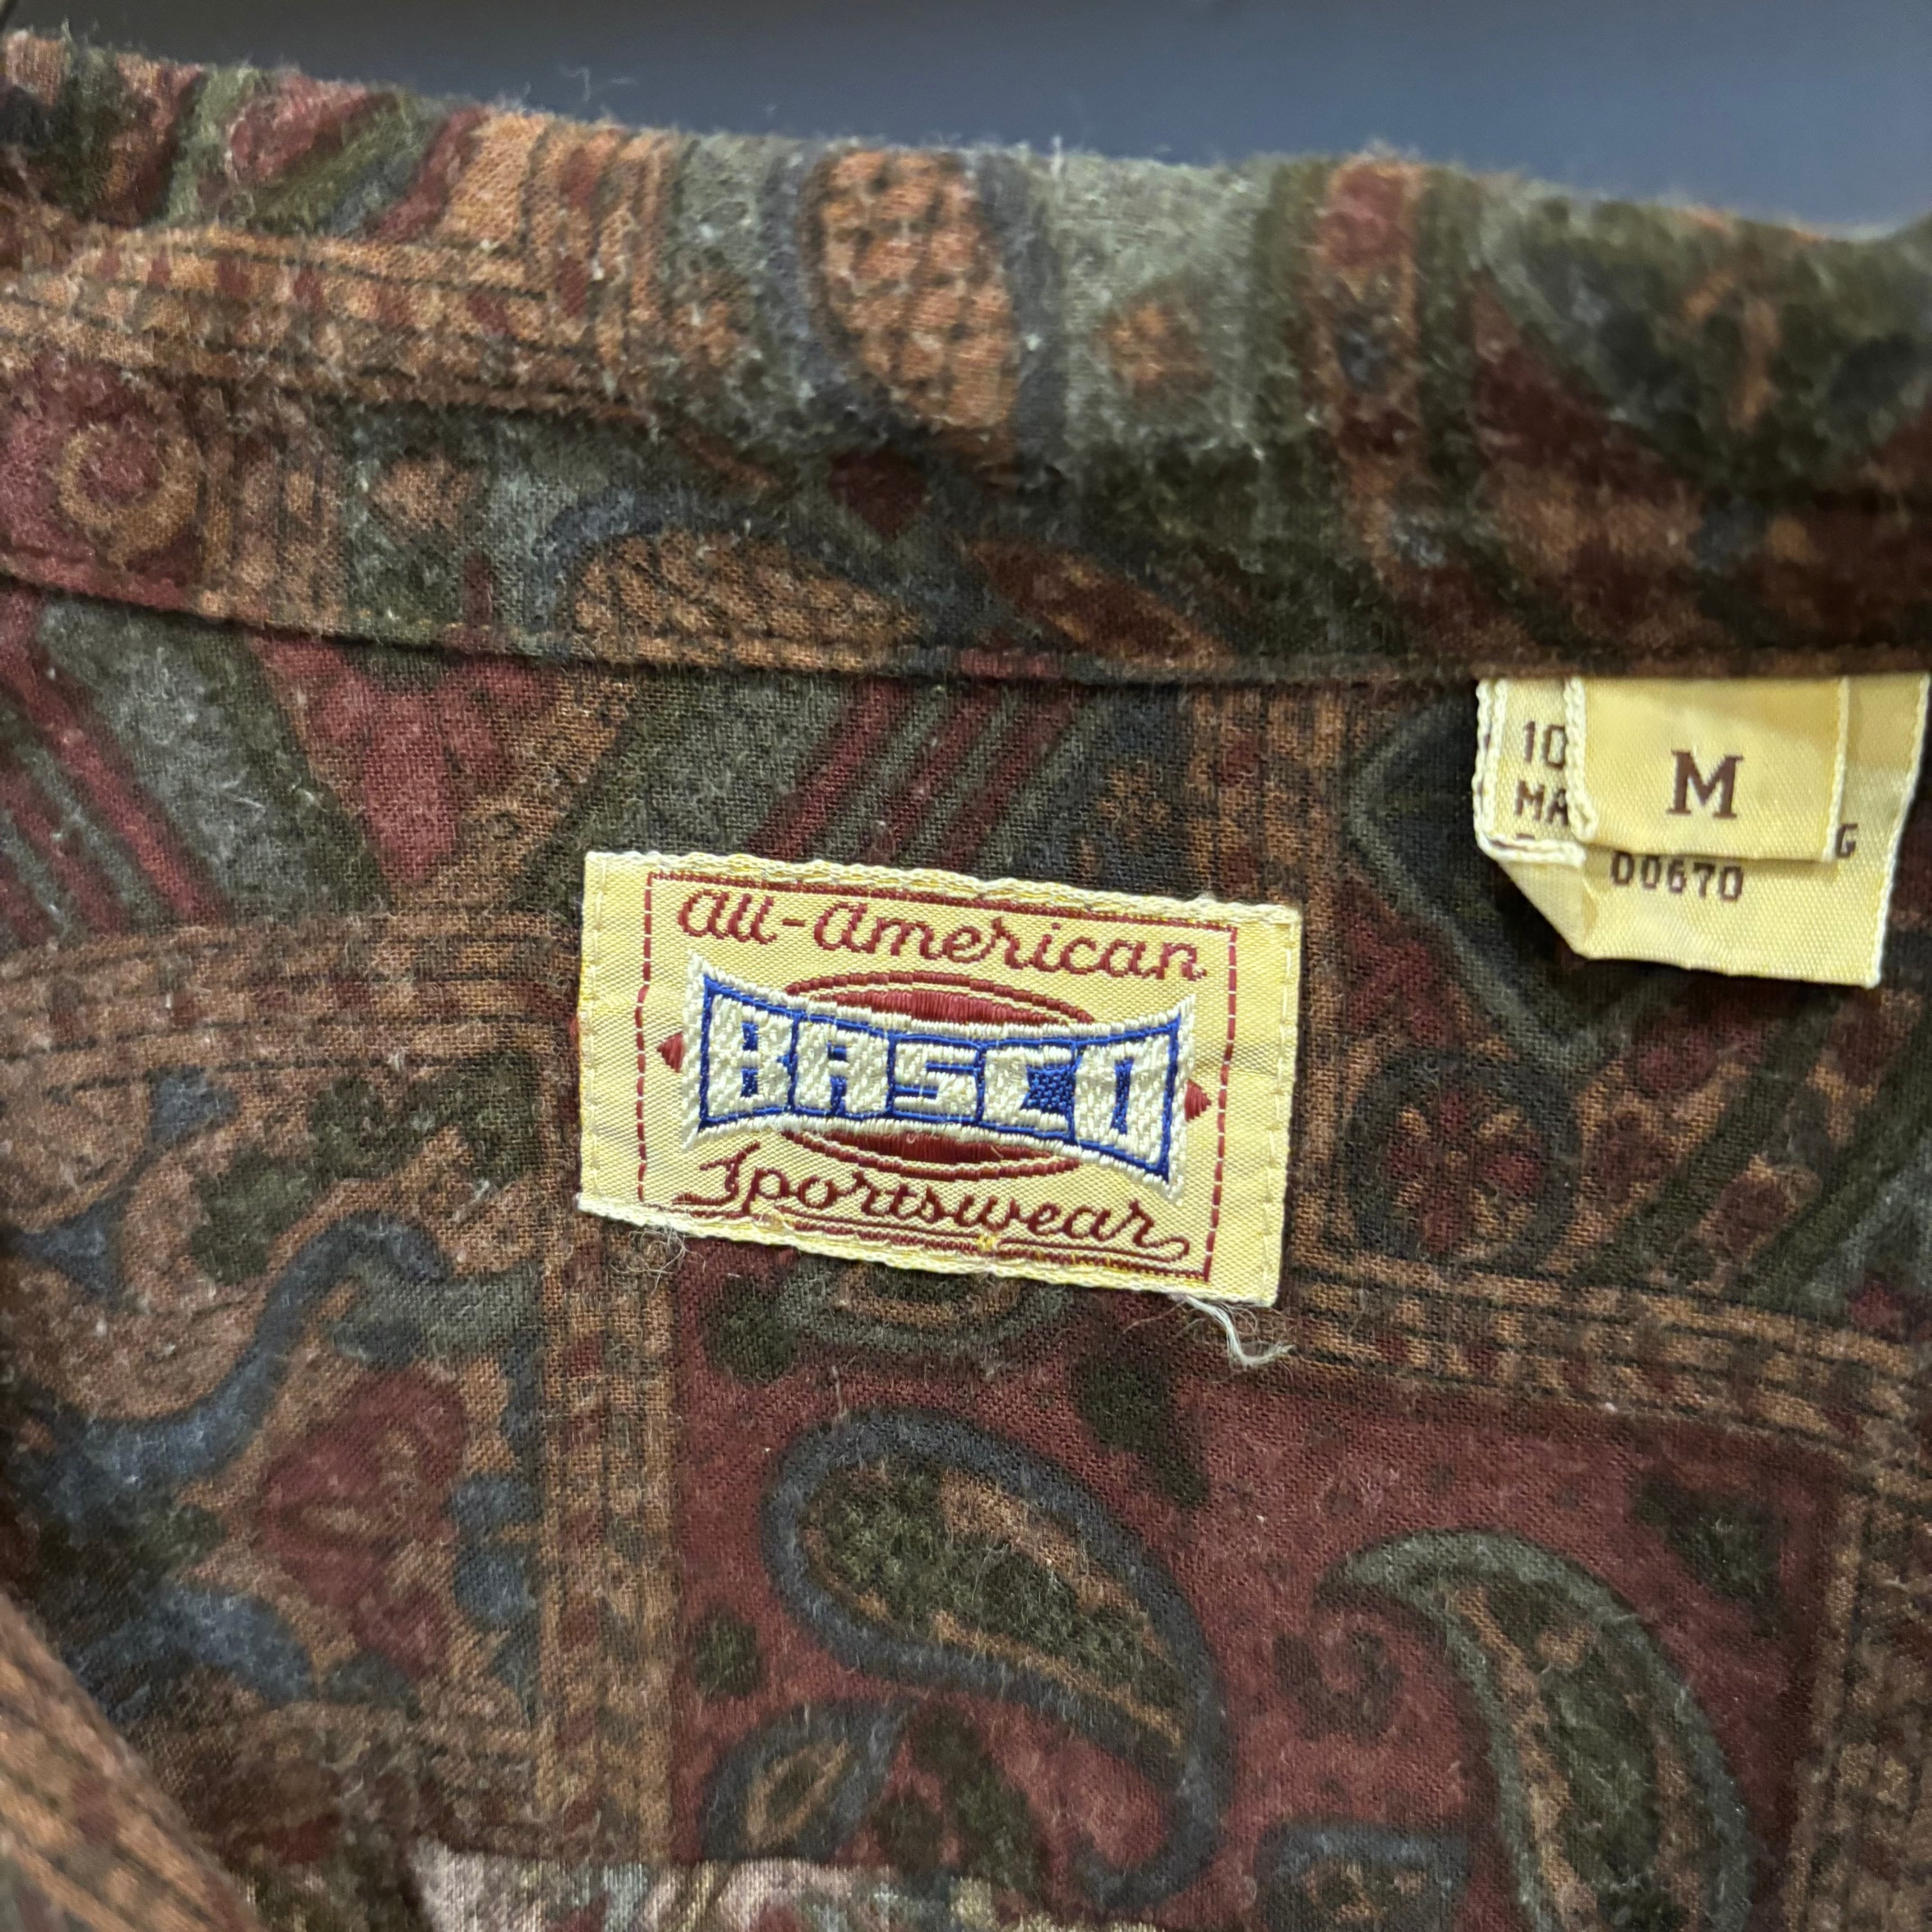 All-American
BASCO
Sportswear
M
10
MA
G
00670